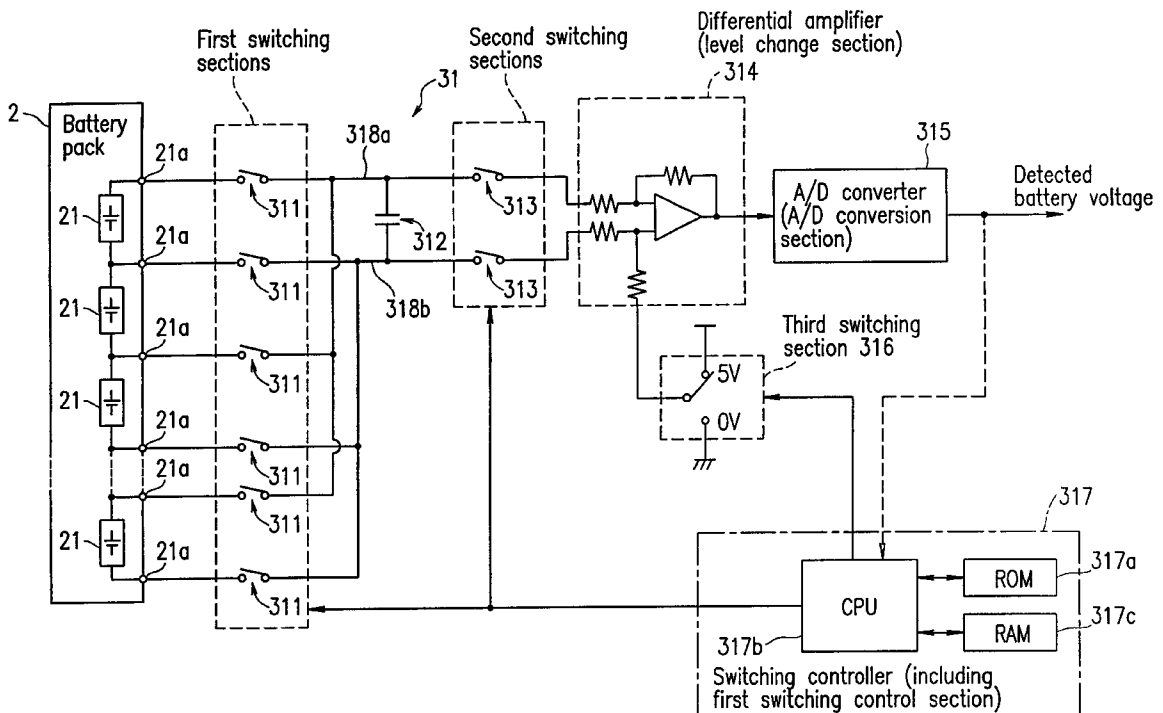 First switching
sections
Second switching
sections
Differential amplifier
(level change section)
314
31
2
Battery
pack
21a
318a
315
311
313
A/D converter
(A/D conversion
section)
Detected
battery voltage
21
312
21a
311
318b
313
21
21a
Third switching
section 316
311
5V
21
0V
21a
311
21a
317
311
21
21a
CPU
ROM
317a
311
RAM
317c
317b
Switching controller (including
first switching control section)